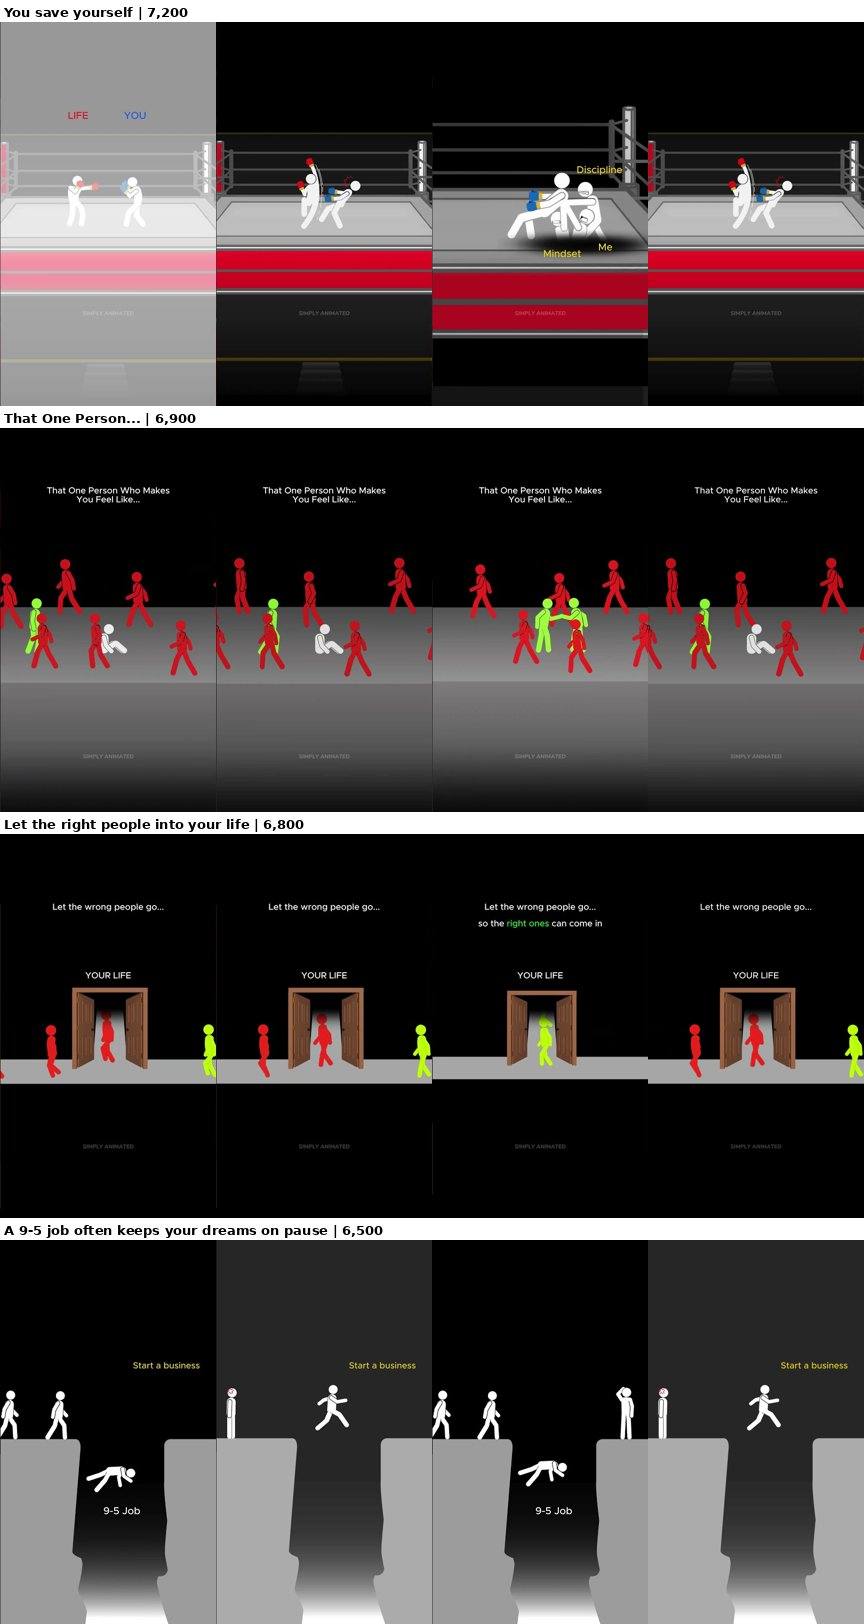 You save yourself | 7,200
LIFE YOU
Discipline
Me
Mindset
SIMPLY ANIMATED
SIMPLY ANIMATED
SIMPLY ANIMATED
SIMPLY ANIMATED
That One Person... | 6,900
That One Person Who Makes
You Feel Like...
That One Person Who Makes
You Feel Like...
That One Person Who Makes
You Feel Like...
That One Person Who Makes
You Feel Like...
SIMPLY ANIMATED
SIMPLY ANIMATED
SIMPLY ANIMATED
SIMPLY ANIMATED
Let the right people into your life | 6,800
Let the wrong people go...
YOUR LIFE
Let the wrong people go...
YOUR LIFE
Let the wrong people go...
so the right ones can come in
YOUR LIFE
Let the wrong people go...
YOUR LIFE
SIMPLY ANIMATED
SIMPLY ANIMATED
SIMPLY ANIMATED
SIMPLY ANIMATED
A 9-5 job often keeps your dreams on pause | 6,500
Start a business
9-5 Job
Start a business
9-5 Job
Start a business